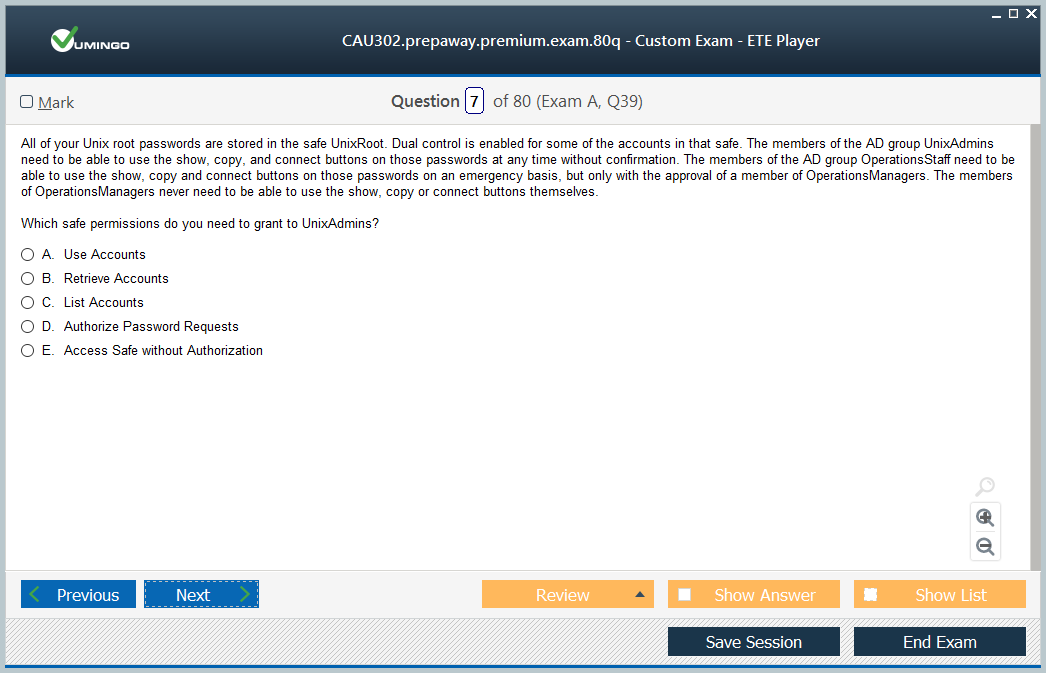 VUMINGO
CAU302.prepaway.premium.exam.80q - Custom Exam - ETE Player
Mark
Question 7 of 80 (Exam A, Q39)
All of your Unix root passwords are stored in the safe UnixRoot. Dual control is enabled for some of the accounts in that safe. The members of the AD group UnixAdmins
need to be able to use the show, copy, and connect buttons on those passwords at any time without confirmation. The members of the AD group OperationsStaff need to be
able to use the show, copy and connect buttons on those passwords on an emergency basis, but only with the approval of a member of OperationsManagers. The members
of OperationsManagers never need to be able to use the show, copy or connect buttons themselves.
Which safe permissions do you need to grant to UnixAdmins?
A. Use Accounts
B. Retrieve Accounts
C. List Accounts
D. Authorize Password Requests
E. Access Safe without Authorization
Previous Next Review Show Answer Show List
Save Session End Exam